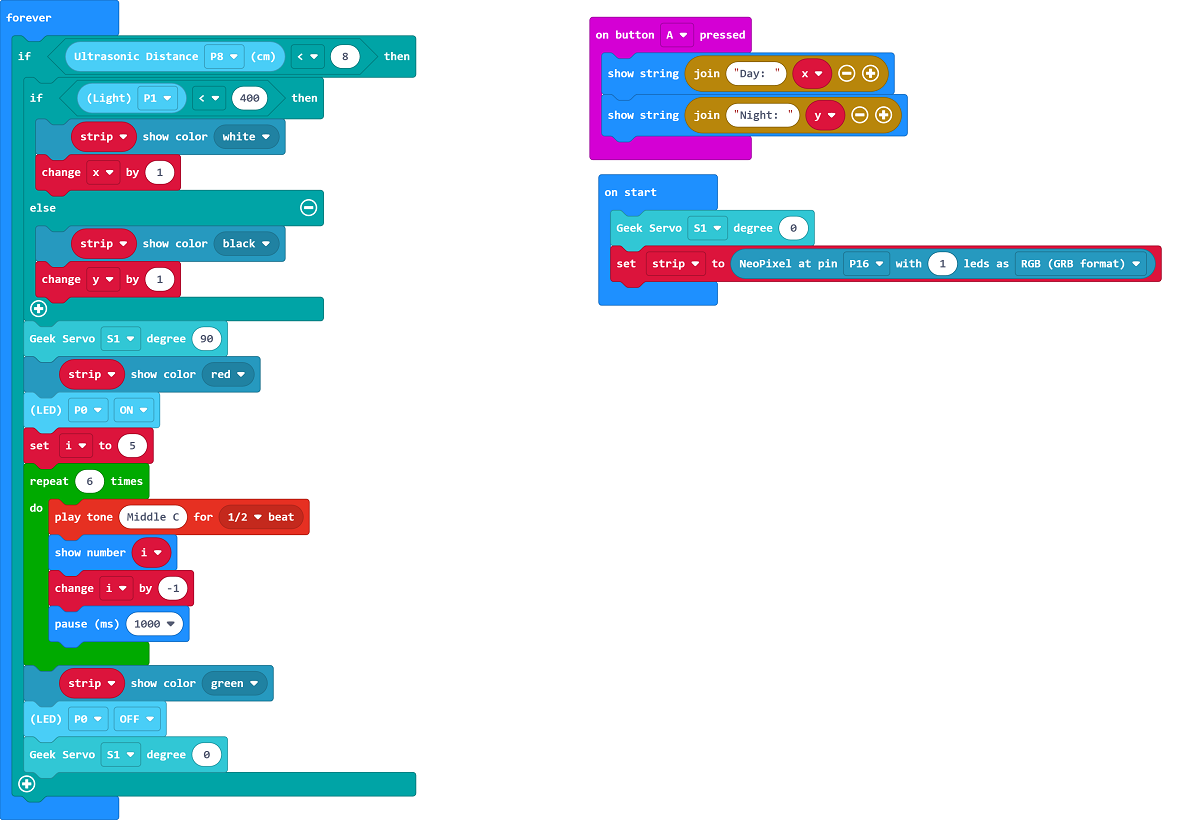 forever
if Ultrasonic Distance P8 (cm) < 8 then
if (Light) P1 < 400 then
strip show color white
change x by 1
else
strip show color black
change y by 1
Geek Servo S1 degree 90
strip show color red
(LED) P0 ON
set i to 5
repeat 6 times
do play tone Middle C for 1/2 beat
show number i
change i by -1
pause (ms) 1000
strip show color green
(LED) P0 OFF
Geek Servo S1 degree 0
on button A pressed
show string join "Day: " x
show string join "Night: " y
on start
Geek Servo S1 degree 0
set strip to NeoPixel at pin P16 with 1 leds as RGB (GRB format)